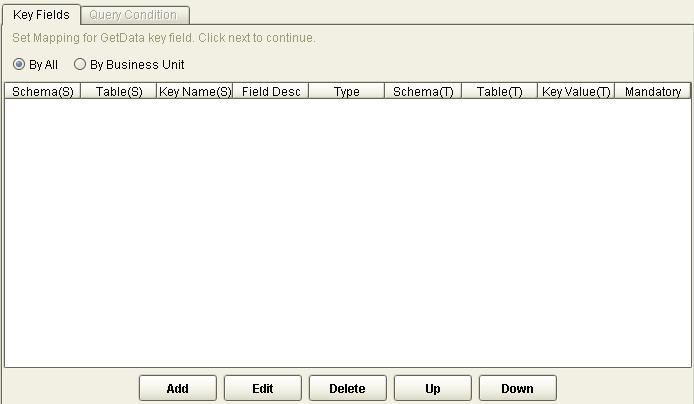 Key Fields Query Condition
Set Mapping for GetData key field. Click next to continue.
By All By Business Unit
Schema(S) Table(S) Key Name(S) Field Desc Type Schema(T) Table(T) Key Value(T) Mandatory
Add Edit Delete Up Down